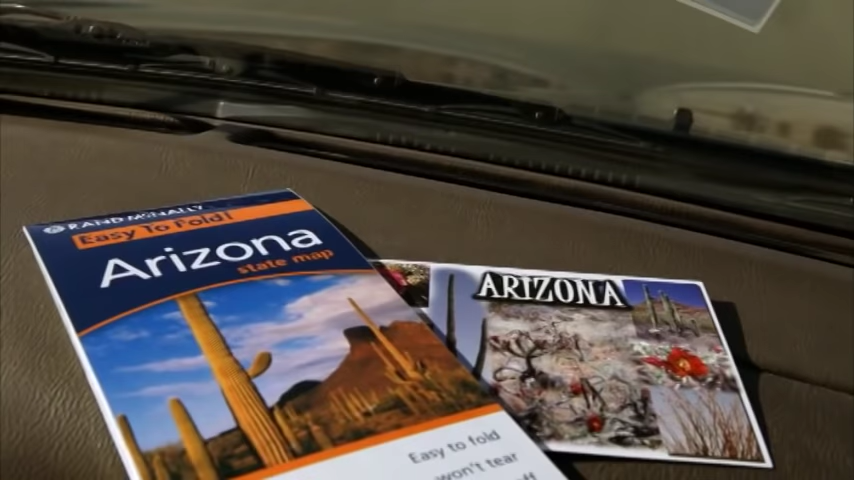 RAND McNALLY
Easy To Fold!
Arizona
state map
Easy to fold
won't tear
ARIZONA